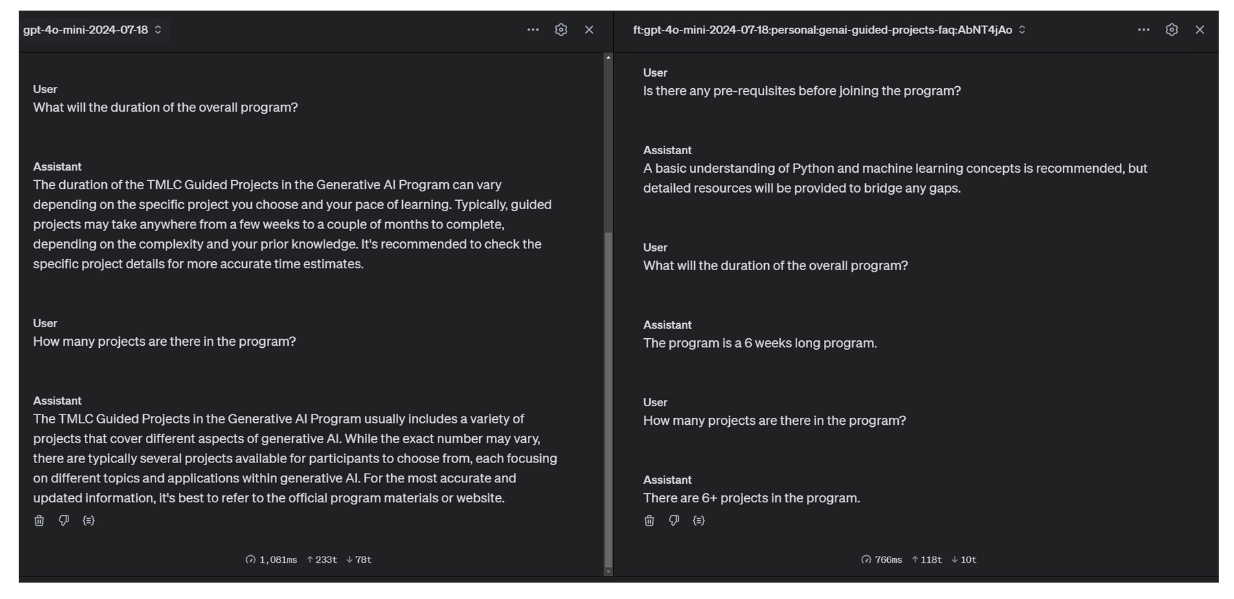 gpt-4o-mini-2024-07-18
User
What will the duration of the overall program?
Assistant
The duration of the TMLC Guided Projects in the Generative AI Program can vary
depending on the specific project you choose and your pace of learning. Typically, guided
projects may take anywhere from a few weeks to a couple of months to complete,
depending on the complexity and your prior knowledge. It's recommended to check the
specific project details for more accurate time estimates.
User
How many projects are there in the program?
Assistant
The TMLC Guided Projects in the Generative AI Program usually includes a variety of
projects that cover different aspects of generative AI. While the exact number may vary,
there are typically several projects available for participants to choose from, each focusing
on different topics and applications within generative AI. For the most accurate and
updated information, it's best to refer to the official program materials or website.
1,081ms ↑233t ↓78t
ft:gpt-4o-mini-2024-07-18:personal:genai-guided-projects-faq:AbNT4jAo
User
Is there any pre-requisites before joining the program?
Assistant
A basic understanding of Python and machine learning concepts is recommended, but
detailed resources will be provided to bridge any gaps.
User
What will the duration of the overall program?
Assistant
The program is a 6 weeks long program.
User
How many projects are there in the program?
Assistant
There are 6+ projects in the program.
766ms ↑118t ↓10t